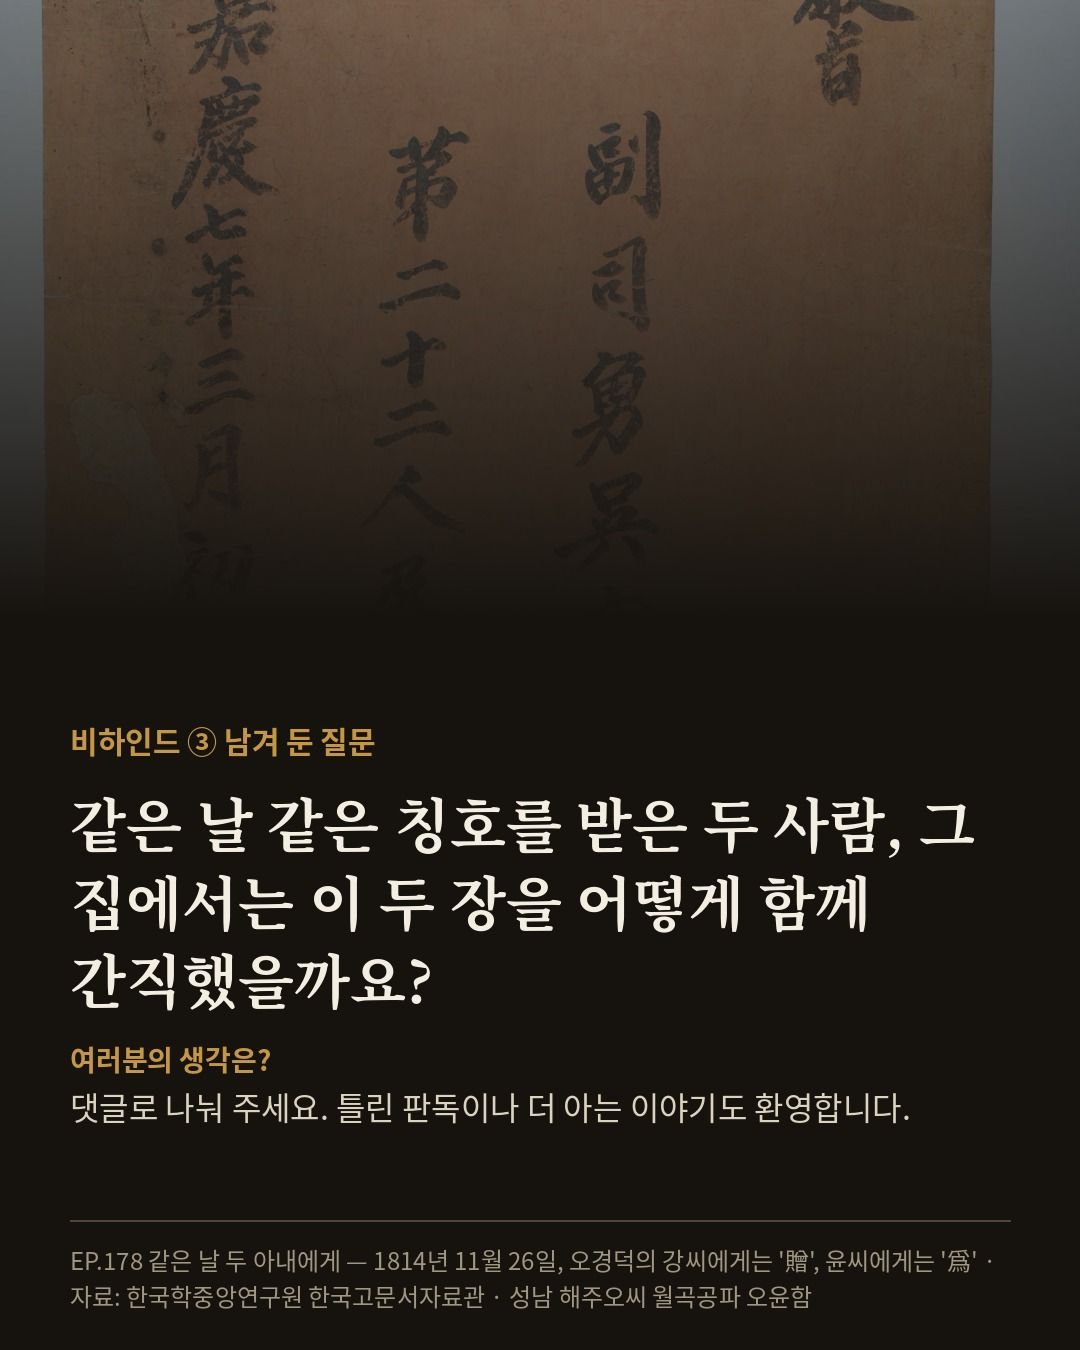 敎旨
副司勇吳
第二十二人
嘉慶七年三月
비하인드 ③ 남겨 둔 질문
같은 날 같은 칭호를 받은 두 사람, 그
집에서는 이 두 장을 어떻게 함께
간직했을까요?
여러분의 생각은?
댓글로 나눠 주세요. 틀린 판독이나 더 아는 이야기도 환영합니다.
EP.178 같은 날 두 아내에게 — 1814년 11월 26일, 오경덕의 강씨에게는 '贈', 윤씨에게는 '爲' ·
자료: 한국학중앙연구원 한국고문서자료관 · 성남 해주오씨 월곡공파 오윤함